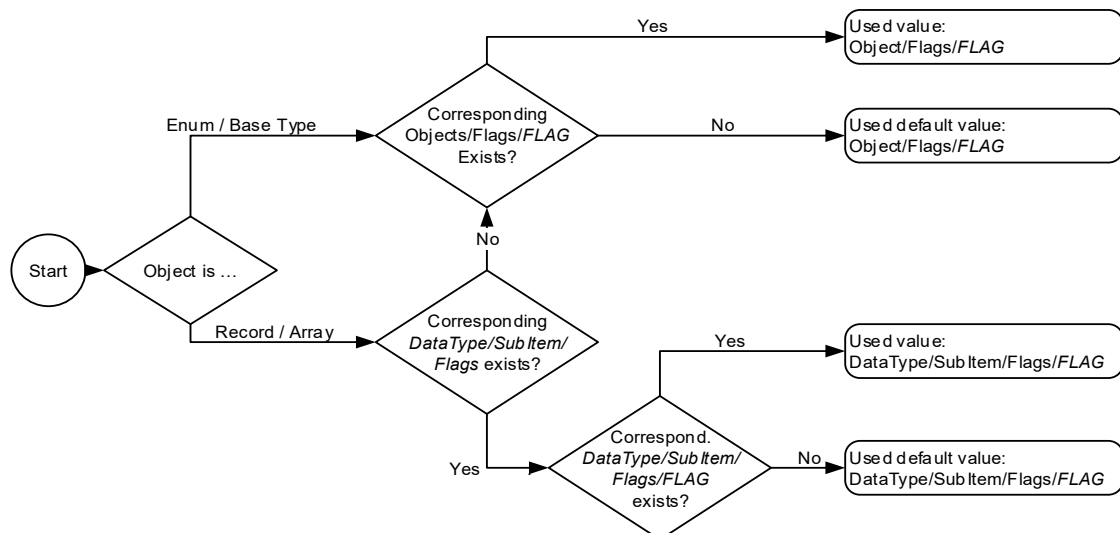 Yes
Used value:
Object/Flags/FLAG
Corresponding
Objects/Flags/FLAG
Exists?
Enum / Base Type
No
Used default value:
Object/Flags/FLAG
No
Start
Object is ...
Record / Array
Corresponding
DataType/SubItem/
Flags exists?
Yes
Used value:
DataType/SubItem/Flags/FLAG
Yes
Correspond.
DataType/SubItem/
Flags/FLAG
exists?
No
Used default value:
DataType/SubItem/Flags/FLAG